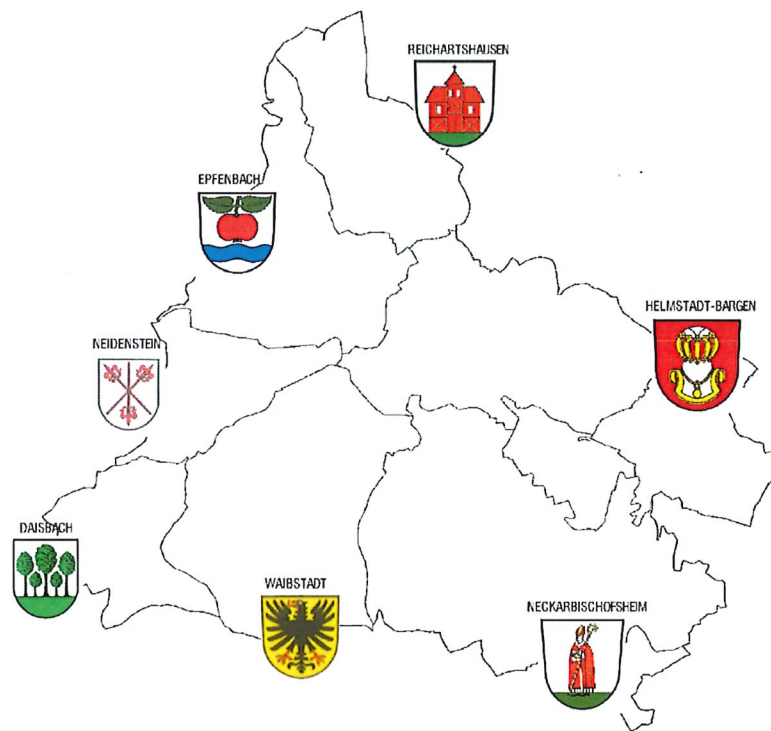 REICHARTSHAUSEN
EPFENBACH
HELMSTADT-BARGEN
NEIDENSTEIN
DAISBACH
WAIBSTADT
NECKARBISCHOFSHEIM